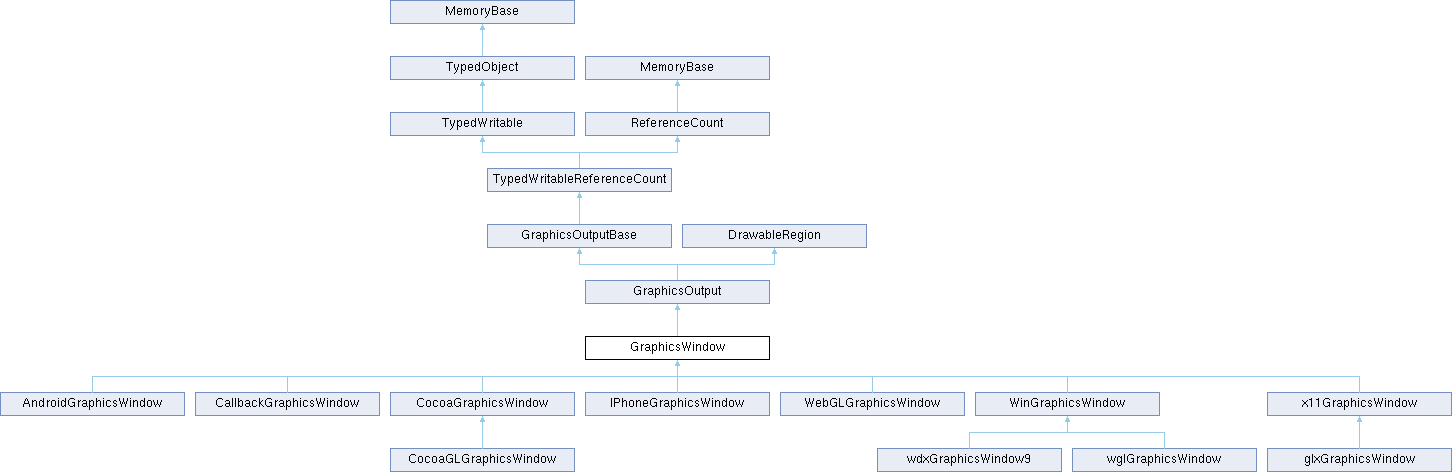 MemoryBase
TypedObject
MemoryBase
TypedWritable
ReferenceCount
TypedWritableReferenceCount
GraphicsOutputBase
DrawableRegion
GraphicsOutput
GraphicsWindow
AndroidGraphicsWindow
CallbackGraphicsWindow
CocoaGraphicsWindow
IPhoneGraphicsWindow
WebGLGraphicsWindow
WinGraphicsWindow
x11GraphicsWindow
CocoaGLGraphicsWindow
wdxGraphicsWindow9
wglGraphicsWindow
glxGraphicsWindow